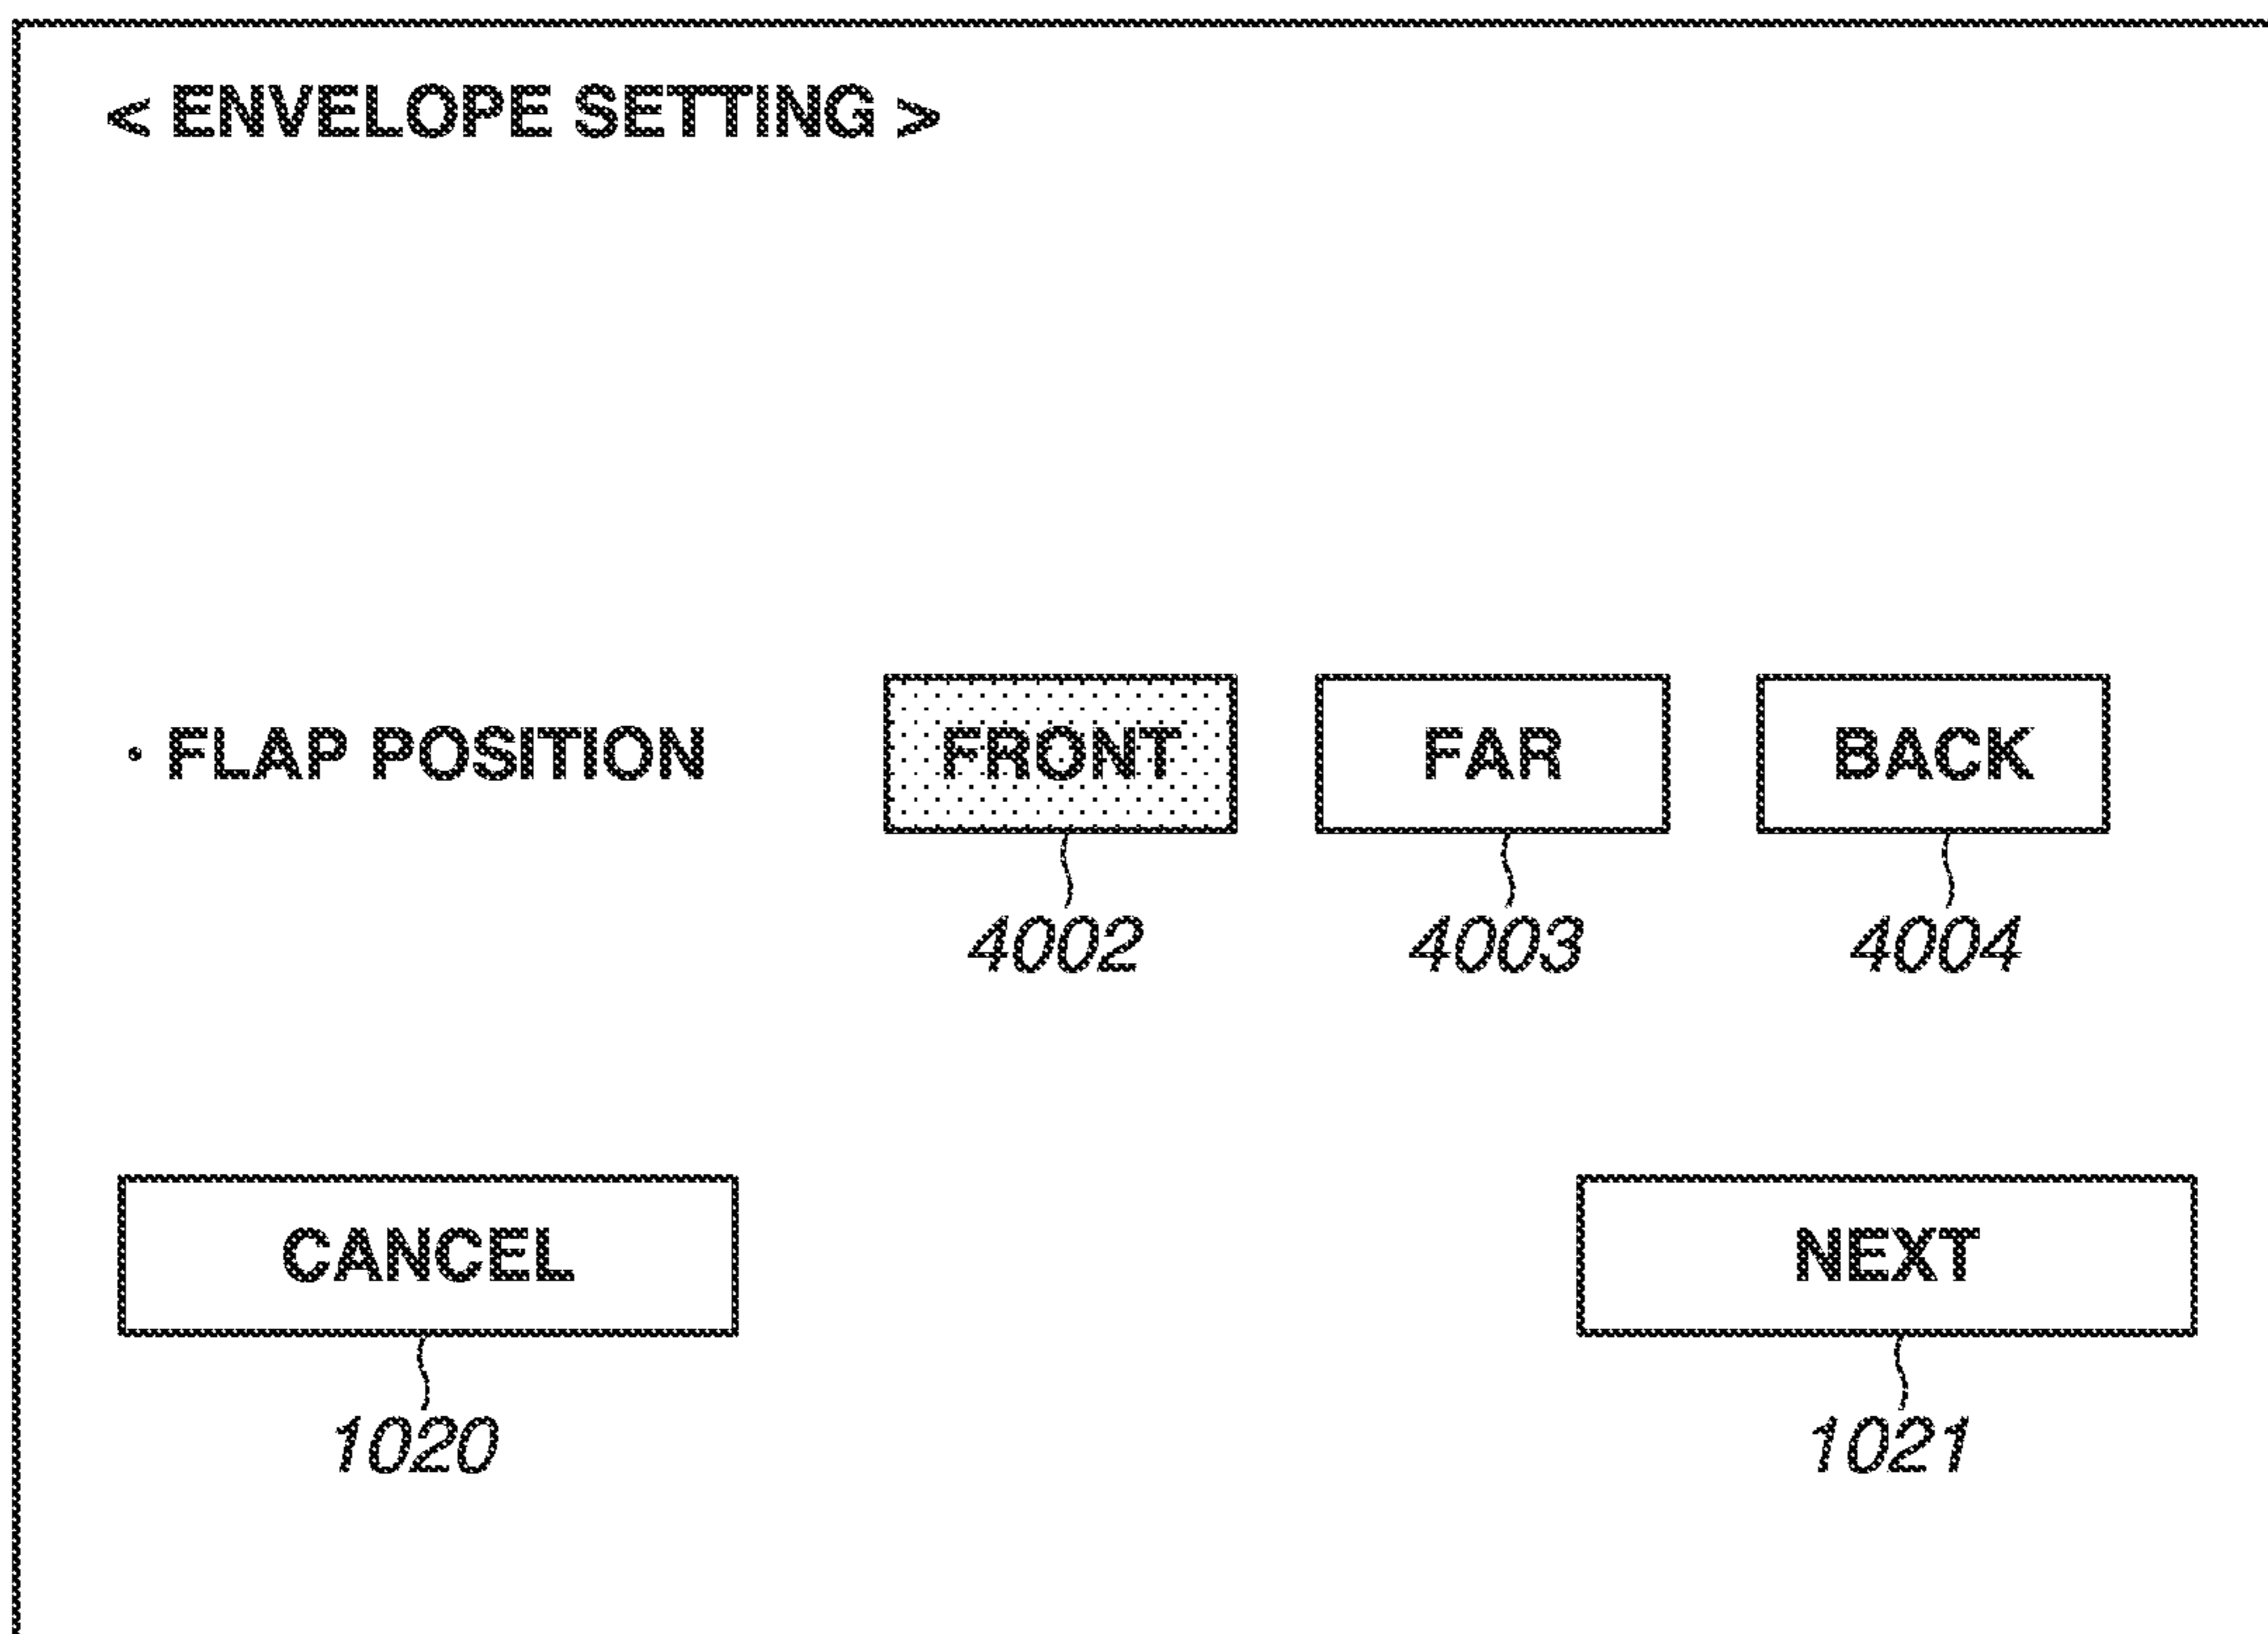 < ENVELOPE SETTING >
· FLAP POSITION FRONT FAR BACK
4002 4003 4004
CANCEL NEXT
1020 1021